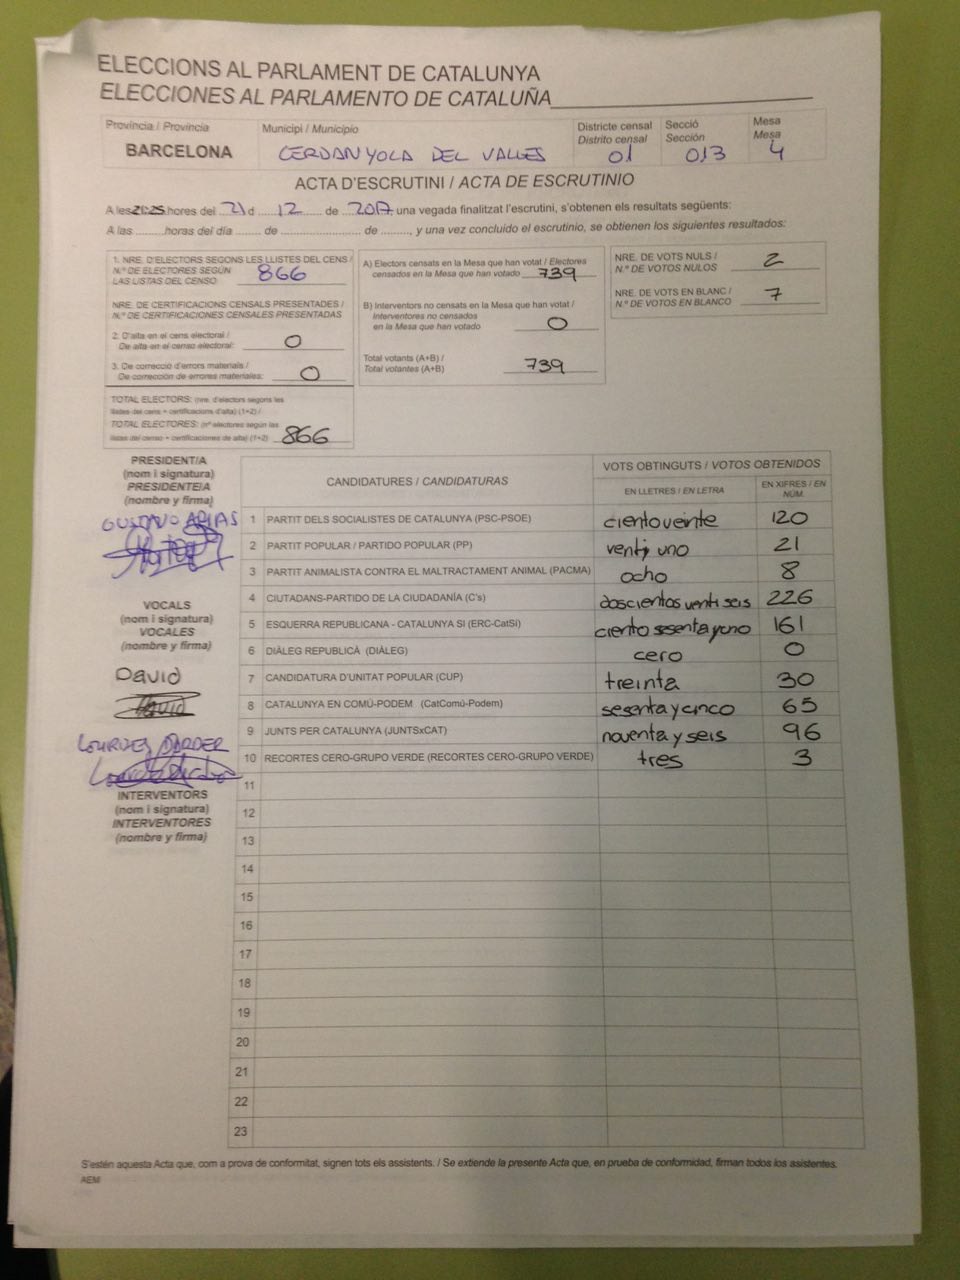 ELECCIONS AL PARLAMENT DE CATALUNYA
ELECCIONES AL PARLAMENTO DE CATALUÑA
Província / Provincia
BARCELONA
Municipi / Municipio
CERDANYOLA DEL VALLES
Districte censal
Distrito censal
01
Secció
Sección
013
Mesa
Mesa
4
ACTA D'ESCRUTINI / ACTA DE ESCRUTINIO
A les 21:25 hores del 21 d 12 de 2017 una vegada finalitzat l'escrutini, s'obtenen els resultats següents:
A las ..........horas del día .......... de .......................... de .........., y una vez concluido el escrutinio, se obtienen los siguientes resultados:
1. NRE. D'ELECTORS SEGONS LES LLISTES DEL CENS /
N.º DE ELECTORES SEGÚN
LAS LISTAS DEL CENSO 866
NRE. DE CERTIFICACIONS CENSALS PRESENTADES /
N.º DE CERTIFICACIONES CENSALES PRESENTADAS
2. D'alta en el cens electoral /
De alta en el censo electoral: 0
3. De correcció d'errors materials /
De corrección de errores materiales: 0
TOTAL ELECTORS: (nre. d'electors segons les
llistes del cens + certificacions d'alta) (1+2) /
TOTAL ELECTORES: (nº electores según las
listas del censo + certificaciones de alta) (1+2) 866
A) Electors censats en la Mesa que han votat / Electores
censados en la Mesa que han votado 739
B) Interventors no censats en la Mesa que han votat /
Interventores no censados
en la Mesa que han votado 0
Total votants (A+B) /
Total votantes (A+B) 739
NRE. DE VOTS NULS /
N.º DE VOTOS NULOS 2
NRE. DE VOTS EN BLANC /
N.º DE VOTOS EN BLANCO 7
PRESIDENT/A
(nom i signatura)
PRESIDENTE/A
(nombre y firma)
GUSTAVO ARIAS
VOCALS
(nom i signatura)
VOCALES
(nombre y firma)
David
David
LOURDES DARDER
INTERVENTORS
(nom i signatura)
INTERVENTORES
(nombre y firma)
CANDIDATURES / CANDIDATURAS
VOTS OBTINGUTS / VOTOS OBTENIDOS
EN LLETRES / EN LETRA
EN XIFRES / EN NÚM.
1 PARTIT DELS SOCIALISTES DE CATALUNYA (PSC-PSOE) ciento veinte 120
2 PARTIT POPULAR / PARTIDO POPULAR (PP) venti uno 21
3 PARTIT ANIMALISTA CONTRA EL MALTRACTAMENT ANIMAL (PACMA) ocho 8
4 CIUTADANS-PARTIDO DE LA CIUDADANÍA (C's) doscientos venti seis 226
5 ESQUERRA REPUBLICANA - CATALUNYA SI (ERC-CatSí) ciento sesenta y uno 161
6 DIÀLEG REPUBLICÀ (DIÀLEG) cero 0
7 CANDIDATURA D'UNITAT POPULAR (CUP) treinta 30
8 CATALUNYA EN COMÚ-PODEM (CatComú-Podem) sesenta y cinco 65
9 JUNTS PER CATALUNYA (JUNTSxCAT) noventa y seis 96
10 RECORTES CERO-GRUPO VERDE (RECORTES CERO-GRUPO VERDE) tres 3
11
12
13
14
15
16
17
18
19
20
21
22
23
S'estén aquesta Acta que, com a prova de conformitat, signen tots els assistents. / Se extiende la presente Acta que, en prueba de conformidad, firman todos los asistentes.
AEM